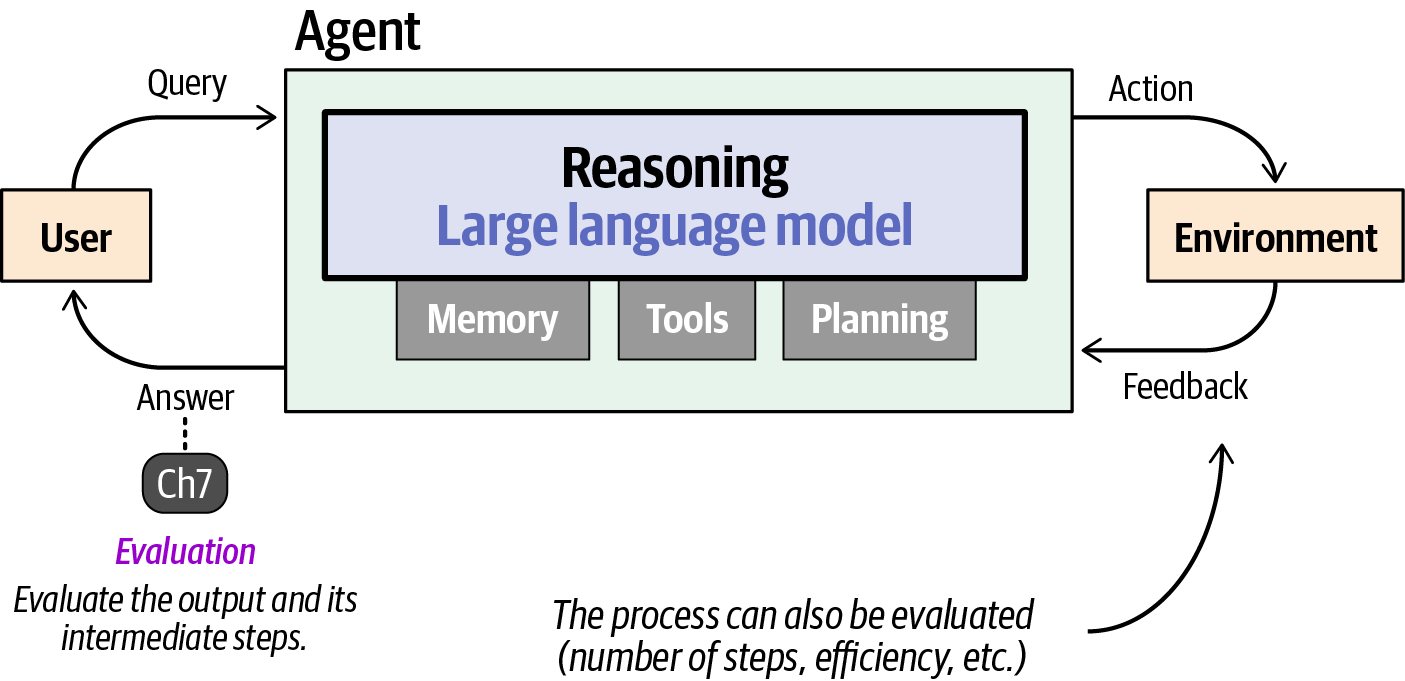 Agent
Query
Action
Reasoning
Large language model
User
Environment
Memory
Tools
Planning
Answer
Feedback
Ch7
Evaluation
Evaluate the output and its
intermediate steps.
The process can also be evaluated
(number of steps, efficiency, etc.)